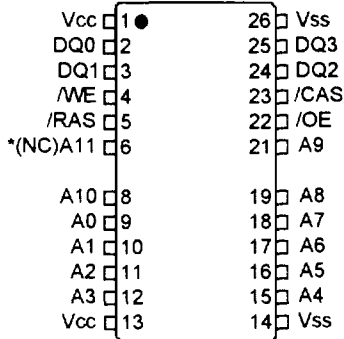 Vcc 1 26 Vss
DQ0 2 25 DQ3
DQ1 3 24 DQ2
/WE 4 23 /CAS
/RAS 5 22 /OE
*(NC)A11 6 21 A9
A10 8 19 A8
A0 9 18 A7
A1 10 17 A6
A2 11 16 A5
A3 12 15 A4
Vcc 13 14 Vss